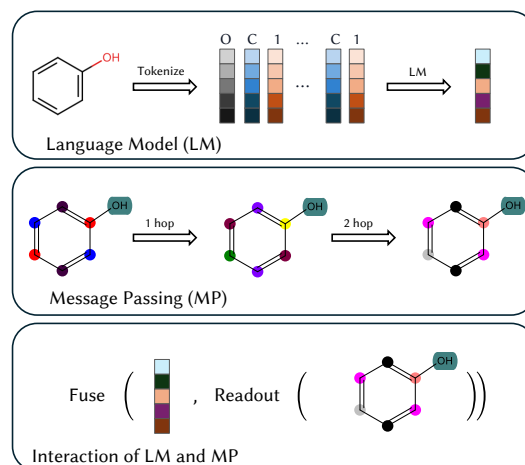 OH
O C 1 ... C 1
Tokenize
...
LM
Language Model (LM)
OH
1 hop
OH
2 hop
OH
Message Passing (MP)
Fuse ( , Readout ( OH ))
Interaction of LM and MP